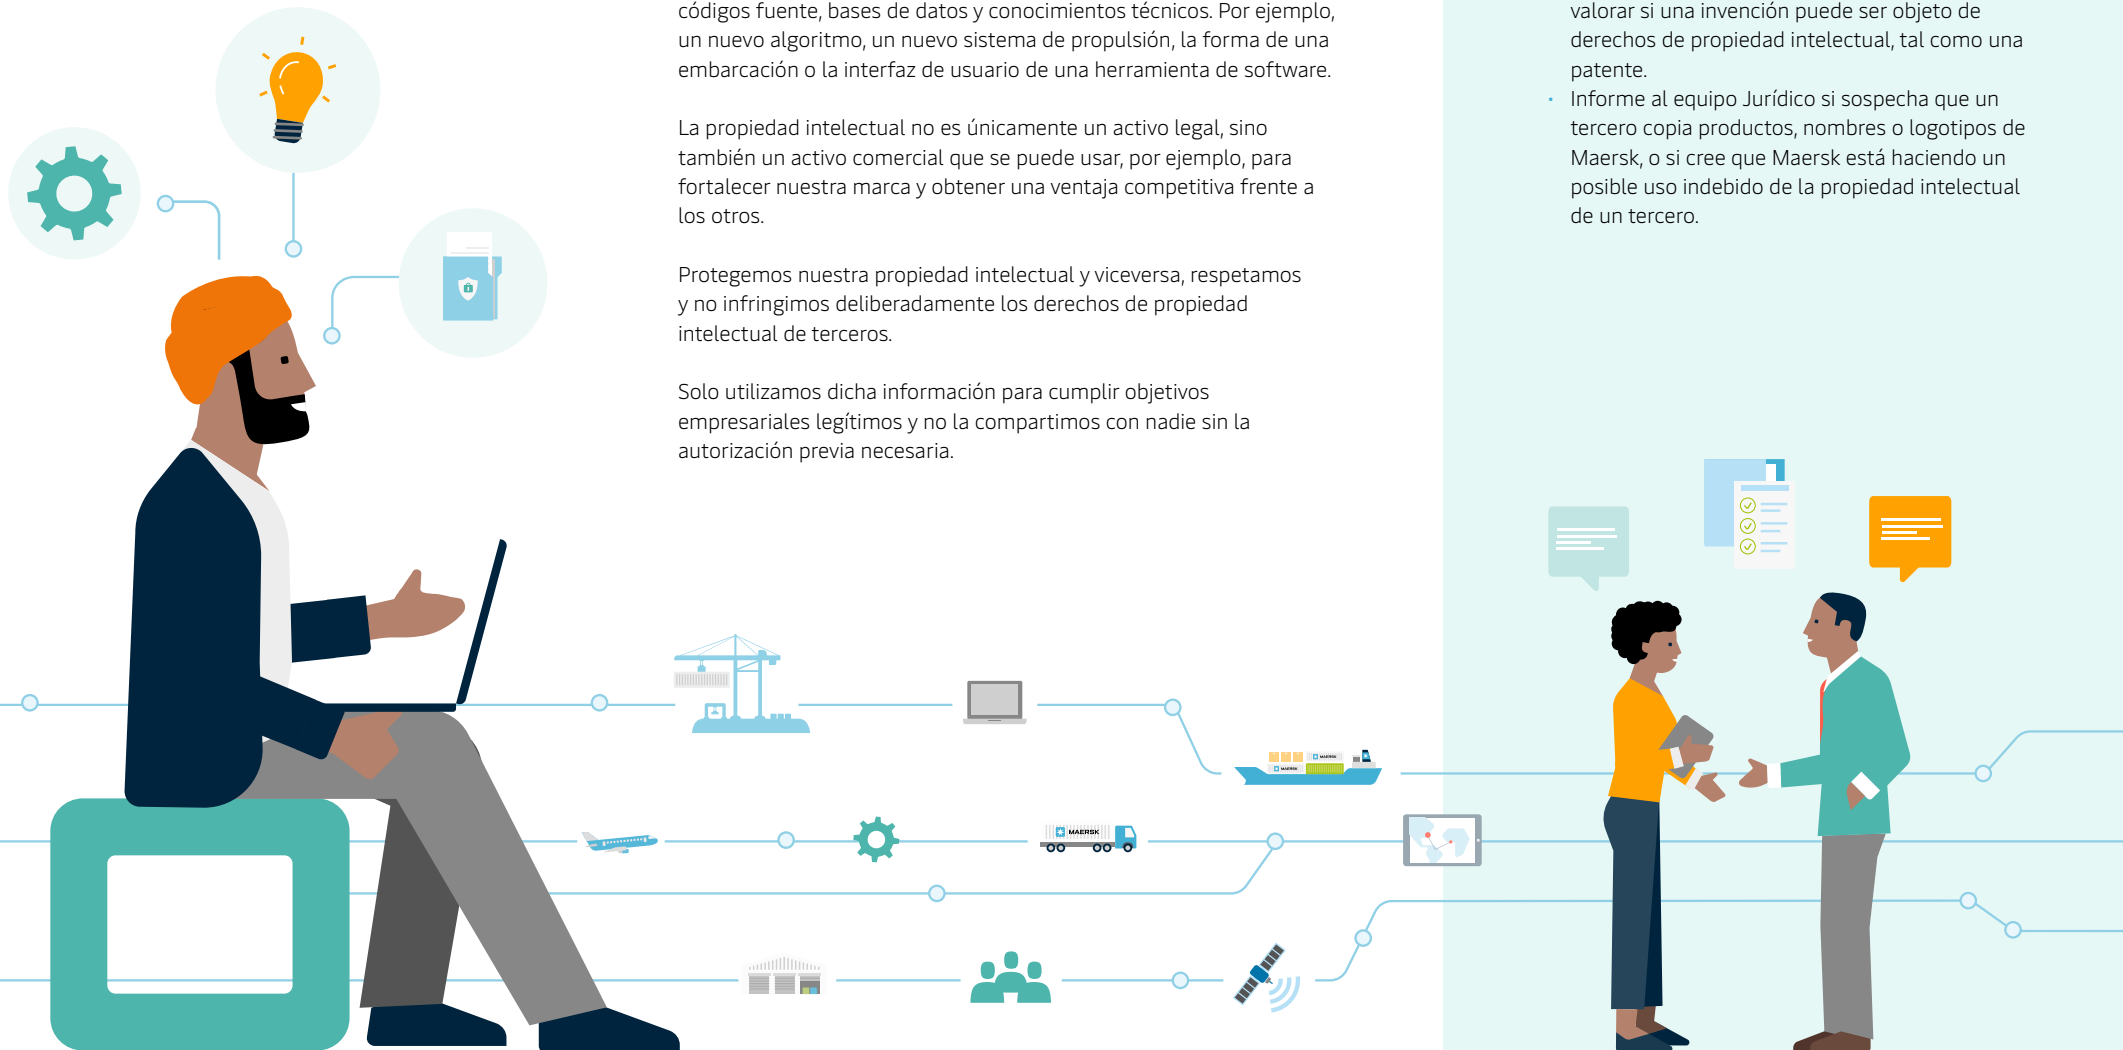 códigos fuente, bases de datos y conocimientos técnicos. Por ejemplo,
un nuevo algoritmo, un nuevo sistema de propulsión, la forma de una
embarcación o la interfaz de usuario de una herramienta de software.
La propiedad intelectual no es únicamente un activo legal, sino
también un activo comercial que se puede usar, por ejemplo, para
fortalecer nuestra marca y obtener una ventaja competitiva frente a
los otros.
Protegemos nuestra propiedad intelectual y viceversa, respetamos
y no infringimos deliberadamente los derechos de propiedad
intelectual de terceros.
Solo utilizamos dicha información para cumplir objetivos
empresariales legítimos y no la compartimos con nadie sin la
autorización previa necesaria.
valorar si una invención puede ser objeto de
derechos de propiedad intelectual, tal como una
patente.
· Informe al equipo Jurídico si sospecha que un
tercero copia productos, nombres o logotipos de
Maersk, o si cree que Maersk está haciendo un
posible uso indebido de la propiedad intelectual
de un tercero.
MAERSK
MAERSK
MAERSK